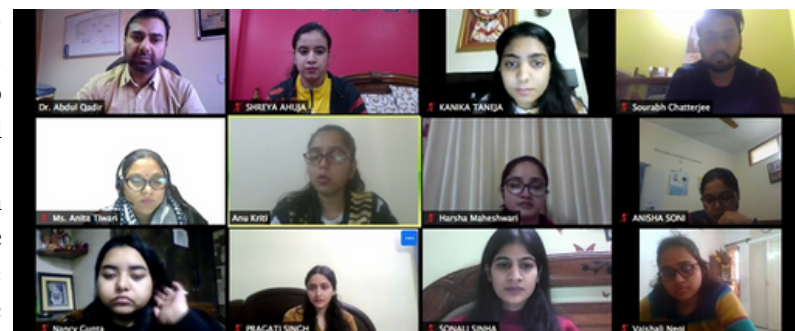 Dr. Abdul Qadir
SHREYA AHUJA
KANIKA TANEJA
Sourabh Chatterjee
Ms. Anita Tiwari
Anu Kriti
Harsha Maheshwari
ANISHA SONI
Nancy Gupta
PRAGATI SINGH
SONALI SINHA
Vaishali Negi